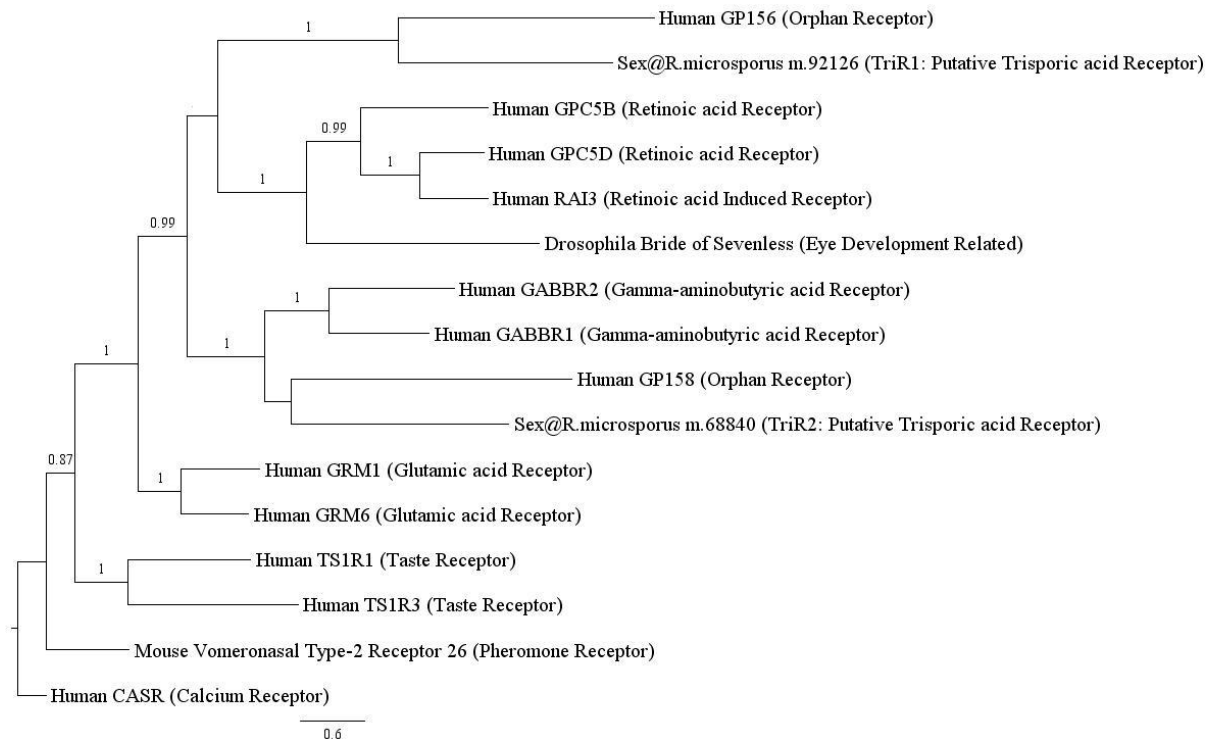 Human GP156 (Orphan Receptor)
1
Sex@R.microsporus m.92126 (TriR1: Putative Trisporic acid Receptor)
Human GPC5B (Retinoic acid Receptor)
0.99
Human GPC5D (Retinoic acid Receptor)
1
1
Human RAI3 (Retinoic acid Induced Receptor)
0.99
Drosophila Bride of Sevenless (Eye Development Related)
Human GABBR2 (Gamma-aminobutyric acid Receptor)
1
Human GABBR1 (Gamma-aminobutyric acid Receptor)
1
1
Human GP158 (Orphan Receptor)
Sex@R.microsporus m.68840 (TriR2: Putative Trisporic acid Receptor)
0.87
Human GRM1 (Glutamic acid Receptor)
1
Human GRM6 (Glutamic acid Receptor)
Human TS1R1 (Taste Receptor)
1
Human TS1R3 (Taste Receptor)
Mouse Vomeronasal Type-2 Receptor 26 (Pheromone Receptor)
Human CASR (Calcium Receptor)
0.6